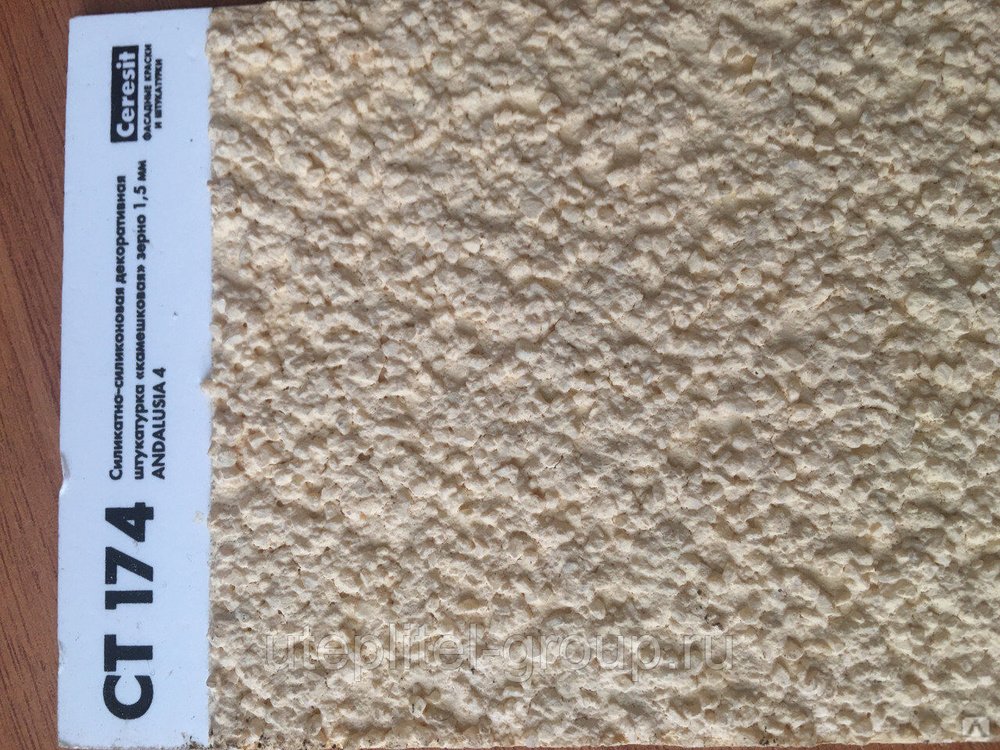 CT 174
Силикатно-силиконовая декоративная
штукатурка «камешковая» зерно 1,5 мм
ANDALUSIA 4
Ceresit
ФАСАДНЫЕ КРАСКИ
И ШТУКАТУРКИ
uteplitel-group.ru